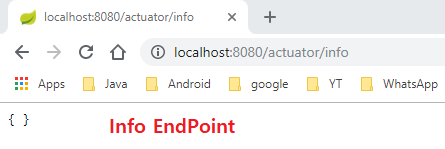 localhost:8080/actuator/info
localhost:8080/actuator/info
Apps Java Android google YT WhatsApp
{ } Info EndPoint